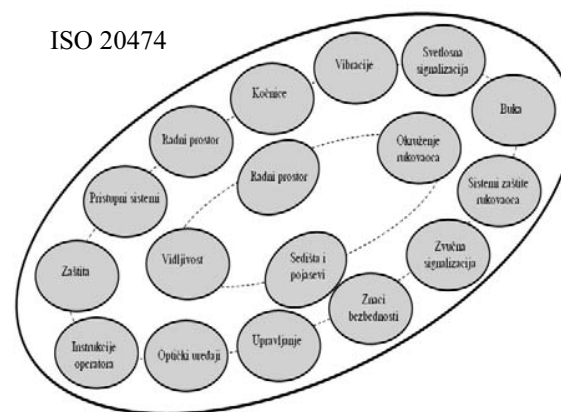 ISO 20474
Svetlosna
signalizacija
Vibracije
Kočnice
Buka
Radni prostor
Okruženje
rukovaoca
Radni prostor
Pristupni sistemi
Sistemi zaštite
rukovaoca
Vidljivost
Zvučna
signalizacija
Sedišta i
pojasevi
Zaštita
Znaci
bezbednosti
Upravljanje
Instrukcije
operatora
Optički uređaji